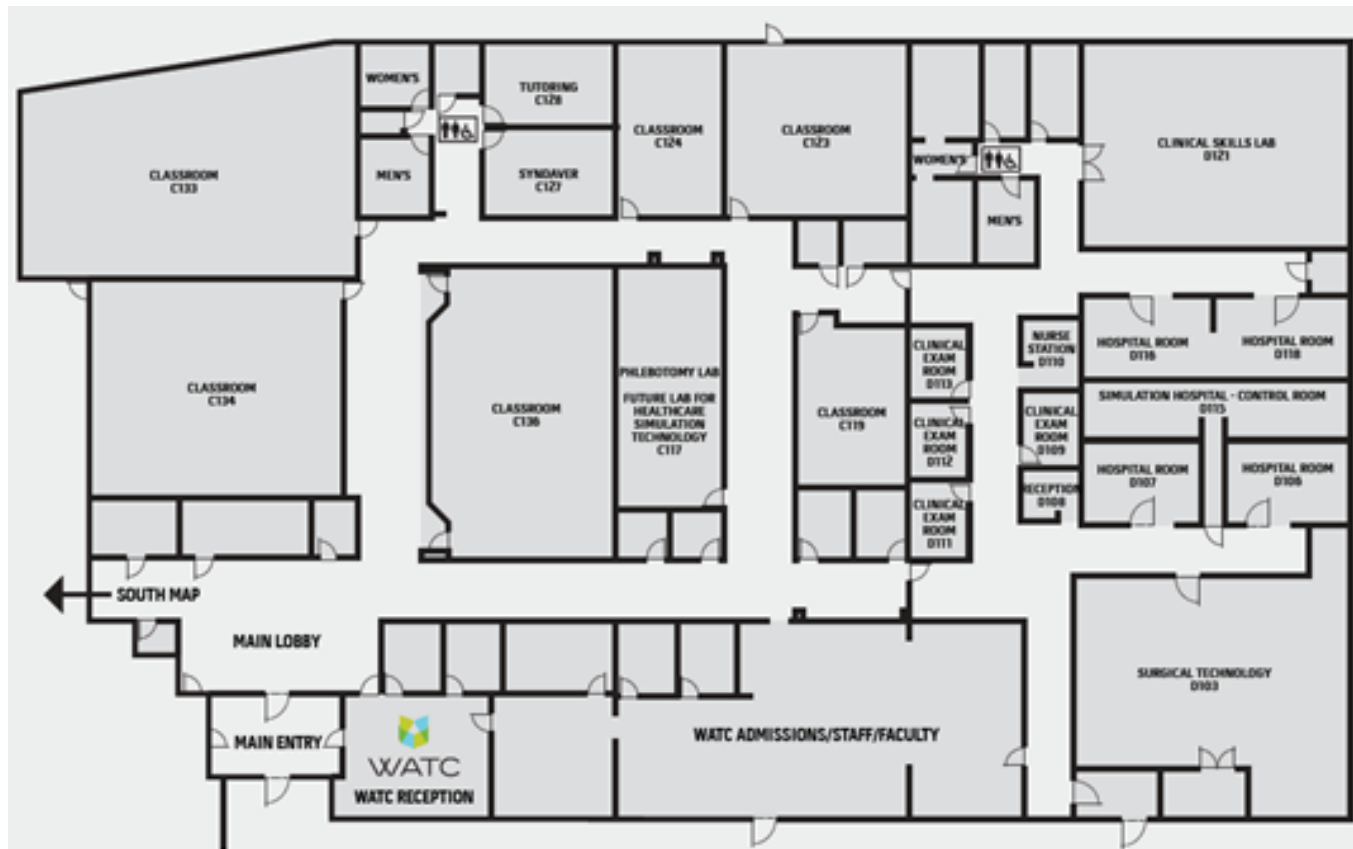 WOMEN'S
TUTORING
C128
CLASSROOM
C124
CLASSROOM
C123
CLINICAL SKILLS LAB
D121
WOMEN'S
CLASSROOM
C133
MEN'S
SYNDAVER
C127
MEN'S
CLASSROOM
C134
CLASSROOM
C136
PHLEBOTOMY LAB
FUTURE LAB FOR
HEALTHCARE
SIMULATION
TECHNOLOGY
C117
CLASSROOM
C119
CLINICAL
EXAM
ROOM
D113
CLINICAL
EXAM
ROOM
D112
CLINICAL
EXAM
ROOM
D111
NURSE
STATION
D110
CLINICAL
EXAM
ROOM
D109
RECEPTION
D108
HOSPITAL ROOM
D116
HOSPITAL ROOM
D118
SIMULATION HOSPITAL - CONTROL ROOM
D115
HOSPITAL ROOM
D107
HOSPITAL ROOM
D106
SOUTH MAP
MAIN LOBBY
MAIN ENTRY
WATC
WATC RECEPTION
WATC ADMISSIONS/STAFF/FACULTY
SURGICAL TECHNOLOGY
D103